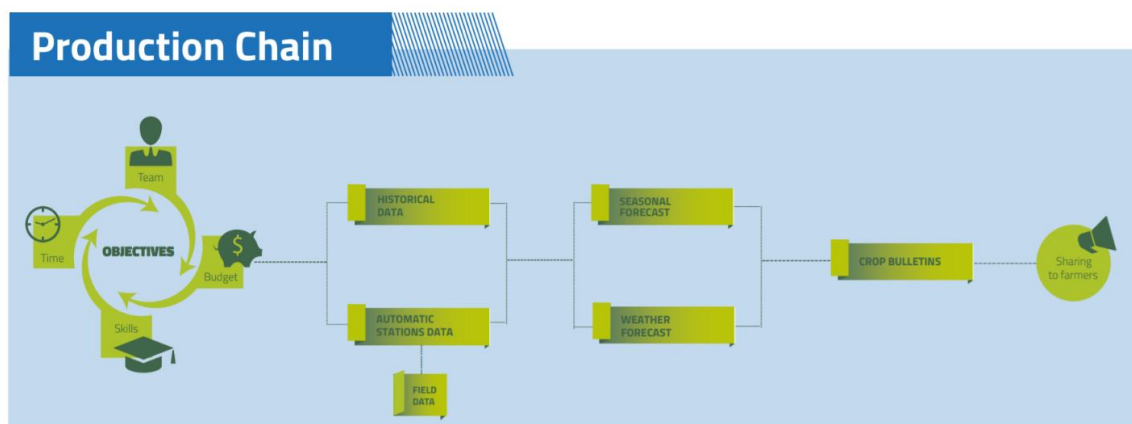 Production Chain
Team
Time
OBJECTIVES
Budget
Skills
HISTORICAL
DATA
AUTOMATIC
STATIONS DATA
FIELD
DATA
SEASONAL
FORECAST
WEATHER
FORECAST
CROP BULLETINS
Sharing
to farmers